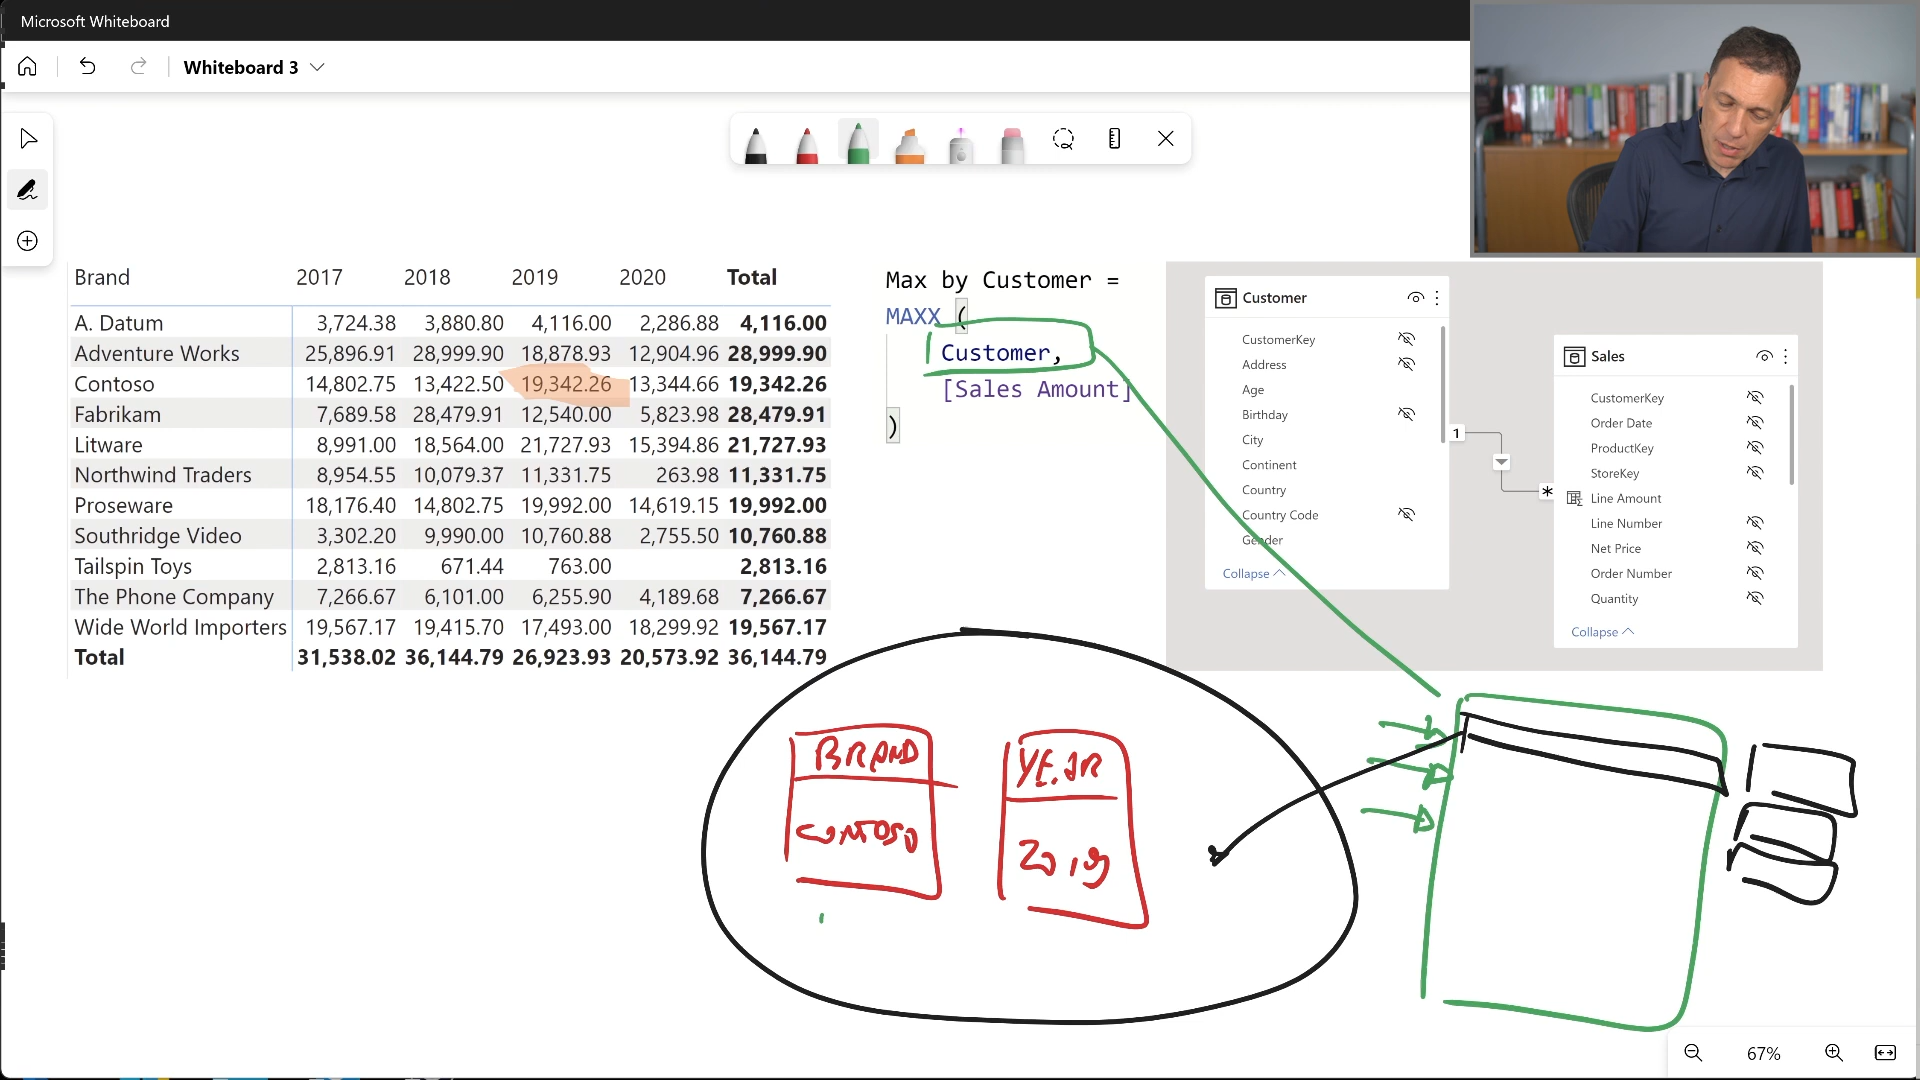 Microsoft Whiteboard
Whiteboard 3
Brand 2017 2018 2019 2020 Total
A. Datum 3,724.38 3,880.80 4,116.00 2,286.88 4,116.00
Adventure Works 25,896.91 28,999.90 18,878.93 12,904.96 28,999.90
Contoso 14,802.75 13,422.50 19,342.26 13,344.66 19,342.26
Fabrikam 7,689.58 28,479.91 12,540.00 5,823.98 28,479.91
Litware 8,991.00 18,564.00 21,727.93 15,394.86 21,727.93
Northwind Traders 8,954.55 10,079.37 11,331.75 263.98 11,331.75
Proseware 18,176.40 14,802.75 19,992.00 14,619.15 19,992.00
Southridge Video 3,302.20 9,990.00 10,760.88 2,755.50 10,760.88
Tailspin Toys 2,813.16 671.44 763.00 2,813.16
The Phone Company 7,266.67 6,101.00 6,255.90 4,189.68 7,266.67
Wide World Importers 19,567.17 19,415.70 17,493.00 18,299.92 19,567.17
Total 31,538.02 36,144.79 26,923.93 20,573.92 36,144.79
Max by Customer =
MAXX (
Customer,
[Sales Amount]
)
Customer
CustomerKey
Address
Age
Birthday
City
Continent
Country
Country Code
Gender
Collapse
1
*
Sales
CustomerKey
Order Date
ProductKey
StoreKey
Line Amount
Line Number
Net Price
Order Number
Quantity
Collapse
BRAND
CONTOSO
YEAR
2019
67%